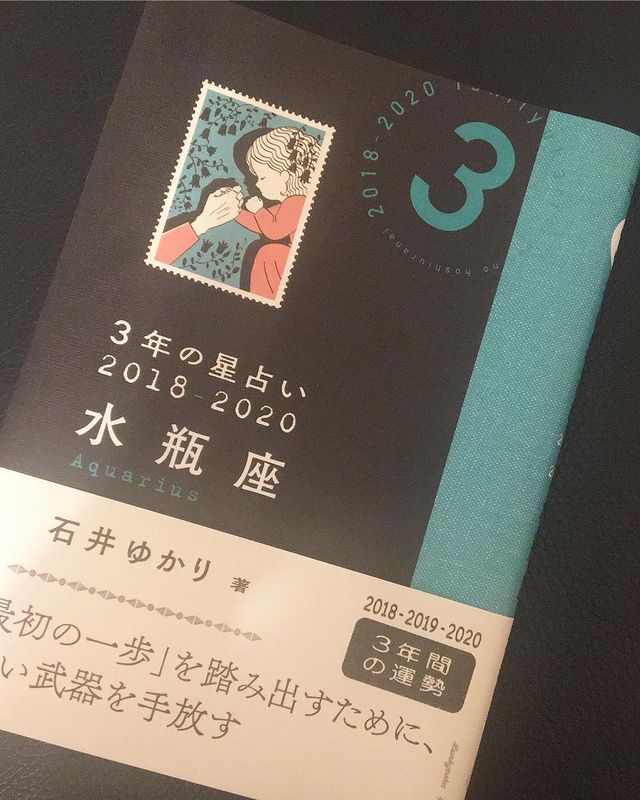 2018-2020
3
no hoshiuranai
3年の星占い
2018-2020
水瓶座
Aquarius
石井ゆかり 著
2018-2019-2020
3年間
の運勢
最初の一歩」を踏み出すために、
い武器を手放す